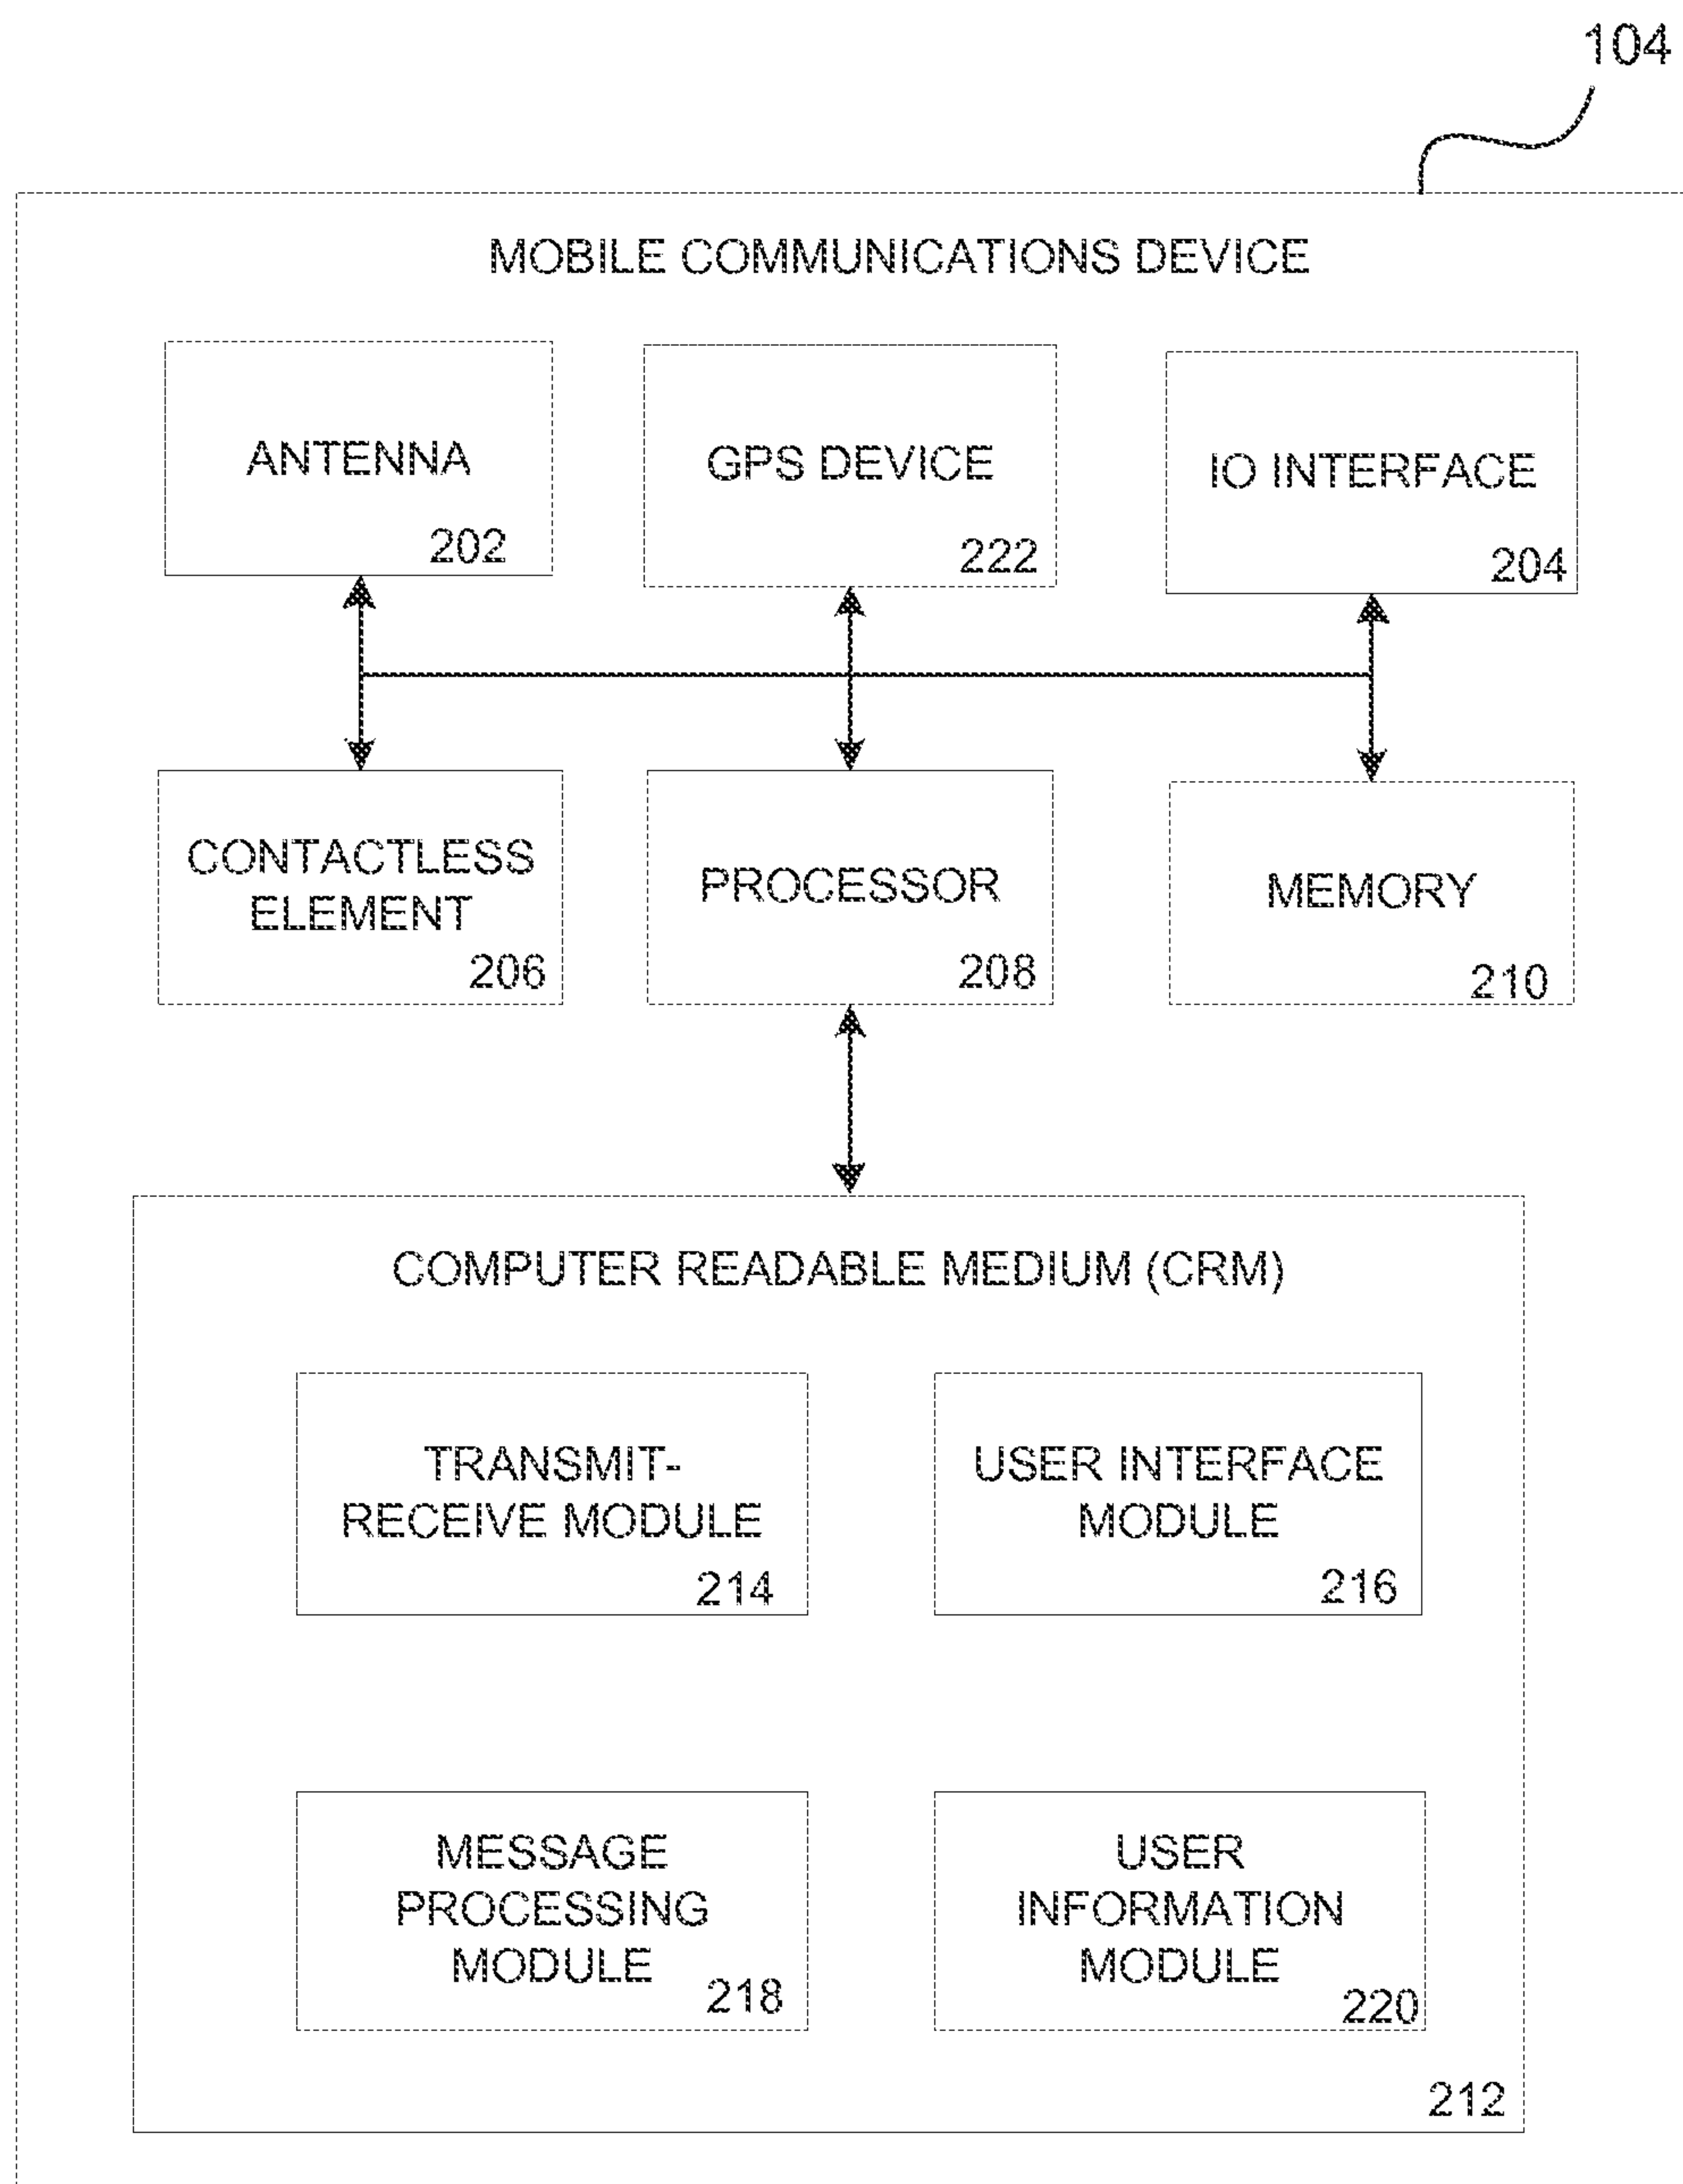 104
MOBILE COMMUNICATIONS DEVICE
ANTENNA
202
GPS DEVICE
222
IO INTERFACE
204
CONTACTLESS
ELEMENT
206
PROCESSOR
208
MEMORY
210
COMPUTER READABLE MEDIUM (CRM)
TRANSMIT-
RECEIVE MODULE
214
USER INTERFACE
MODULE
216
MESSAGE
PROCESSING
MODULE
218
USER
INFORMATION
MODULE
220
212